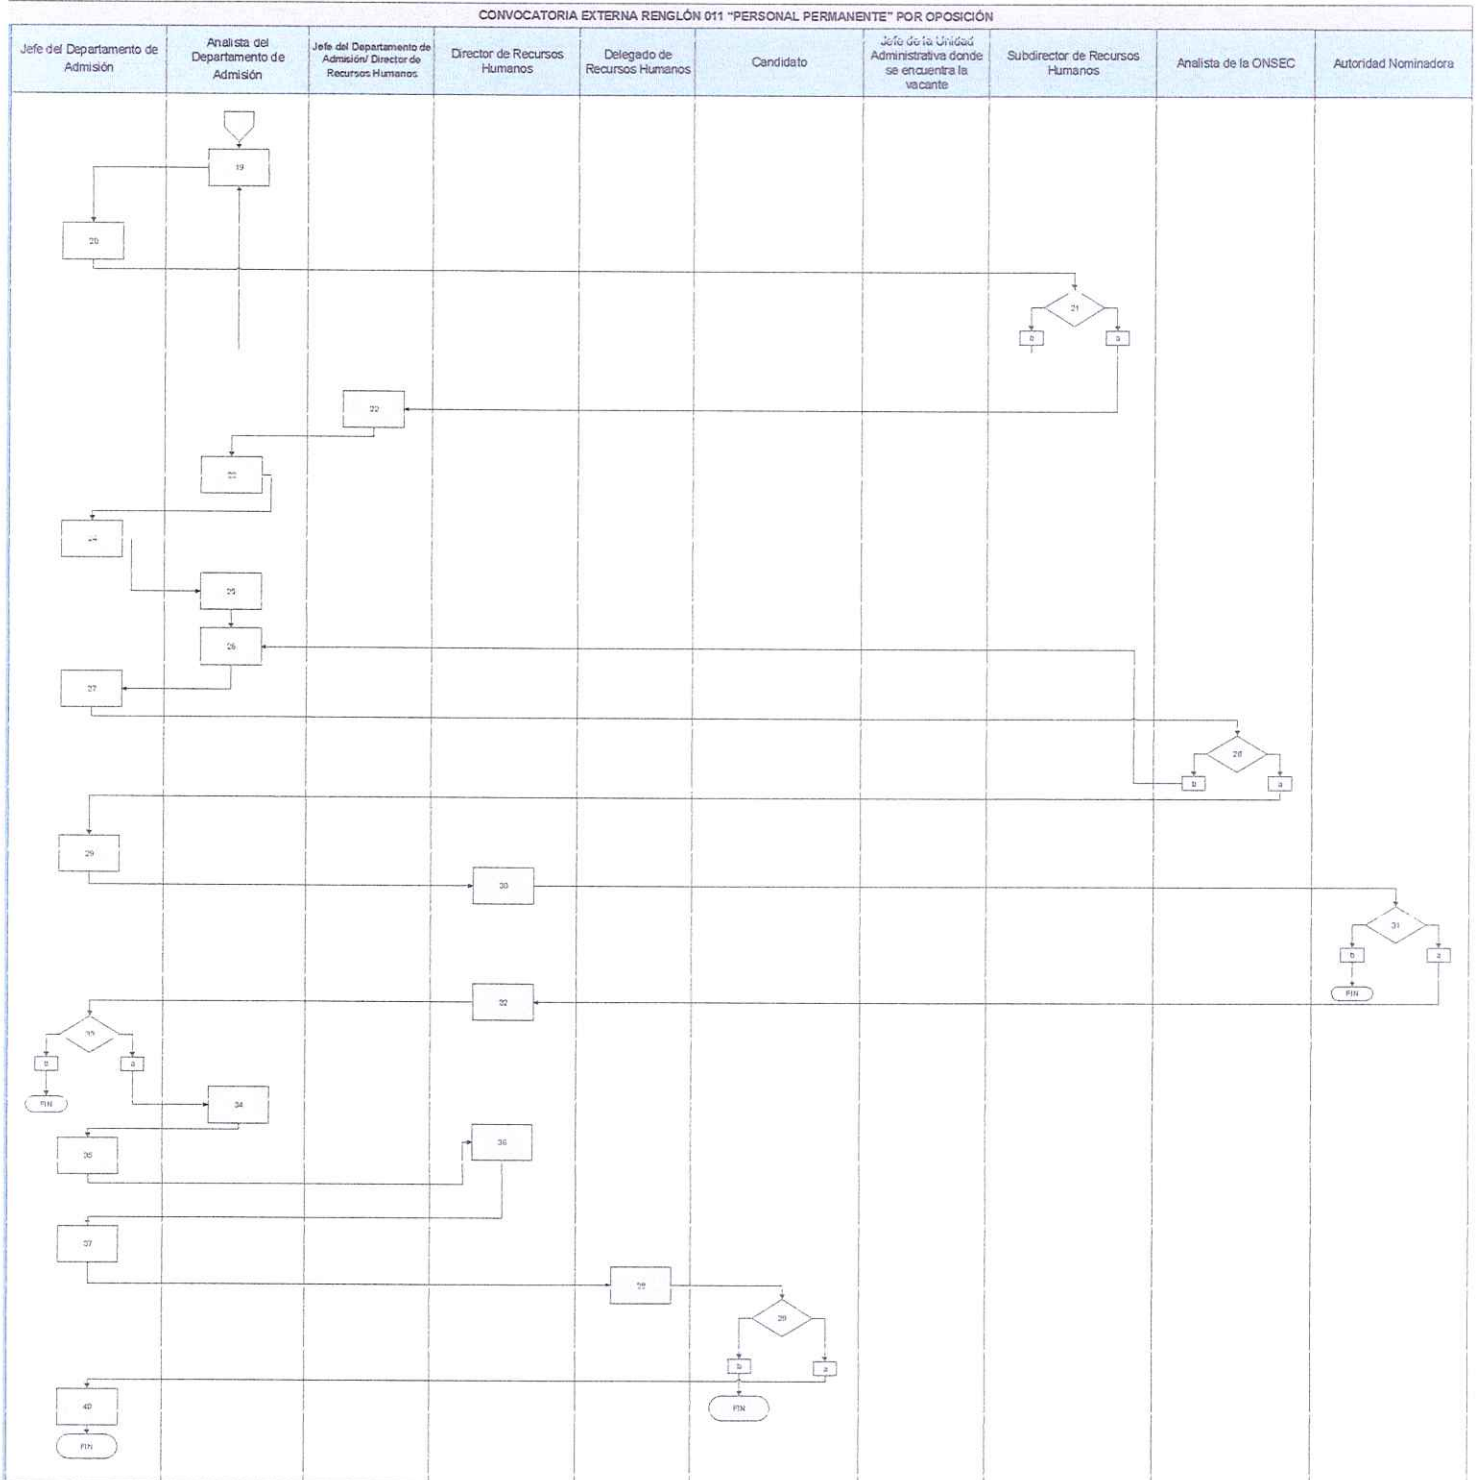 CONVOCATORIA EXTERNA RENGLÓN 011 "PERSONAL PERMANENTE" POR OPOSICIÓN
Jefe del Departamento de
Admisión
Analista del
Departamento de
Admisión
Jefe del Departamento de
Admisión/ Director de
Recursos Humanos
Director de Recursos
Humanos
Delegado de
Recursos Humanos
Candidato
Jefe de la Unidad
Administrativa donde
se encuentra la
vacante
Subdirector de Recursos
Humanos
Analista de la ONSEC
Autoridad Nominadora
19
20
21
a
22
25
26
27
28
b
a
29
30
31
b
a
FIN
32
33
a
FIN
34
36
35
37
39
b
a
40
FIN
FIN